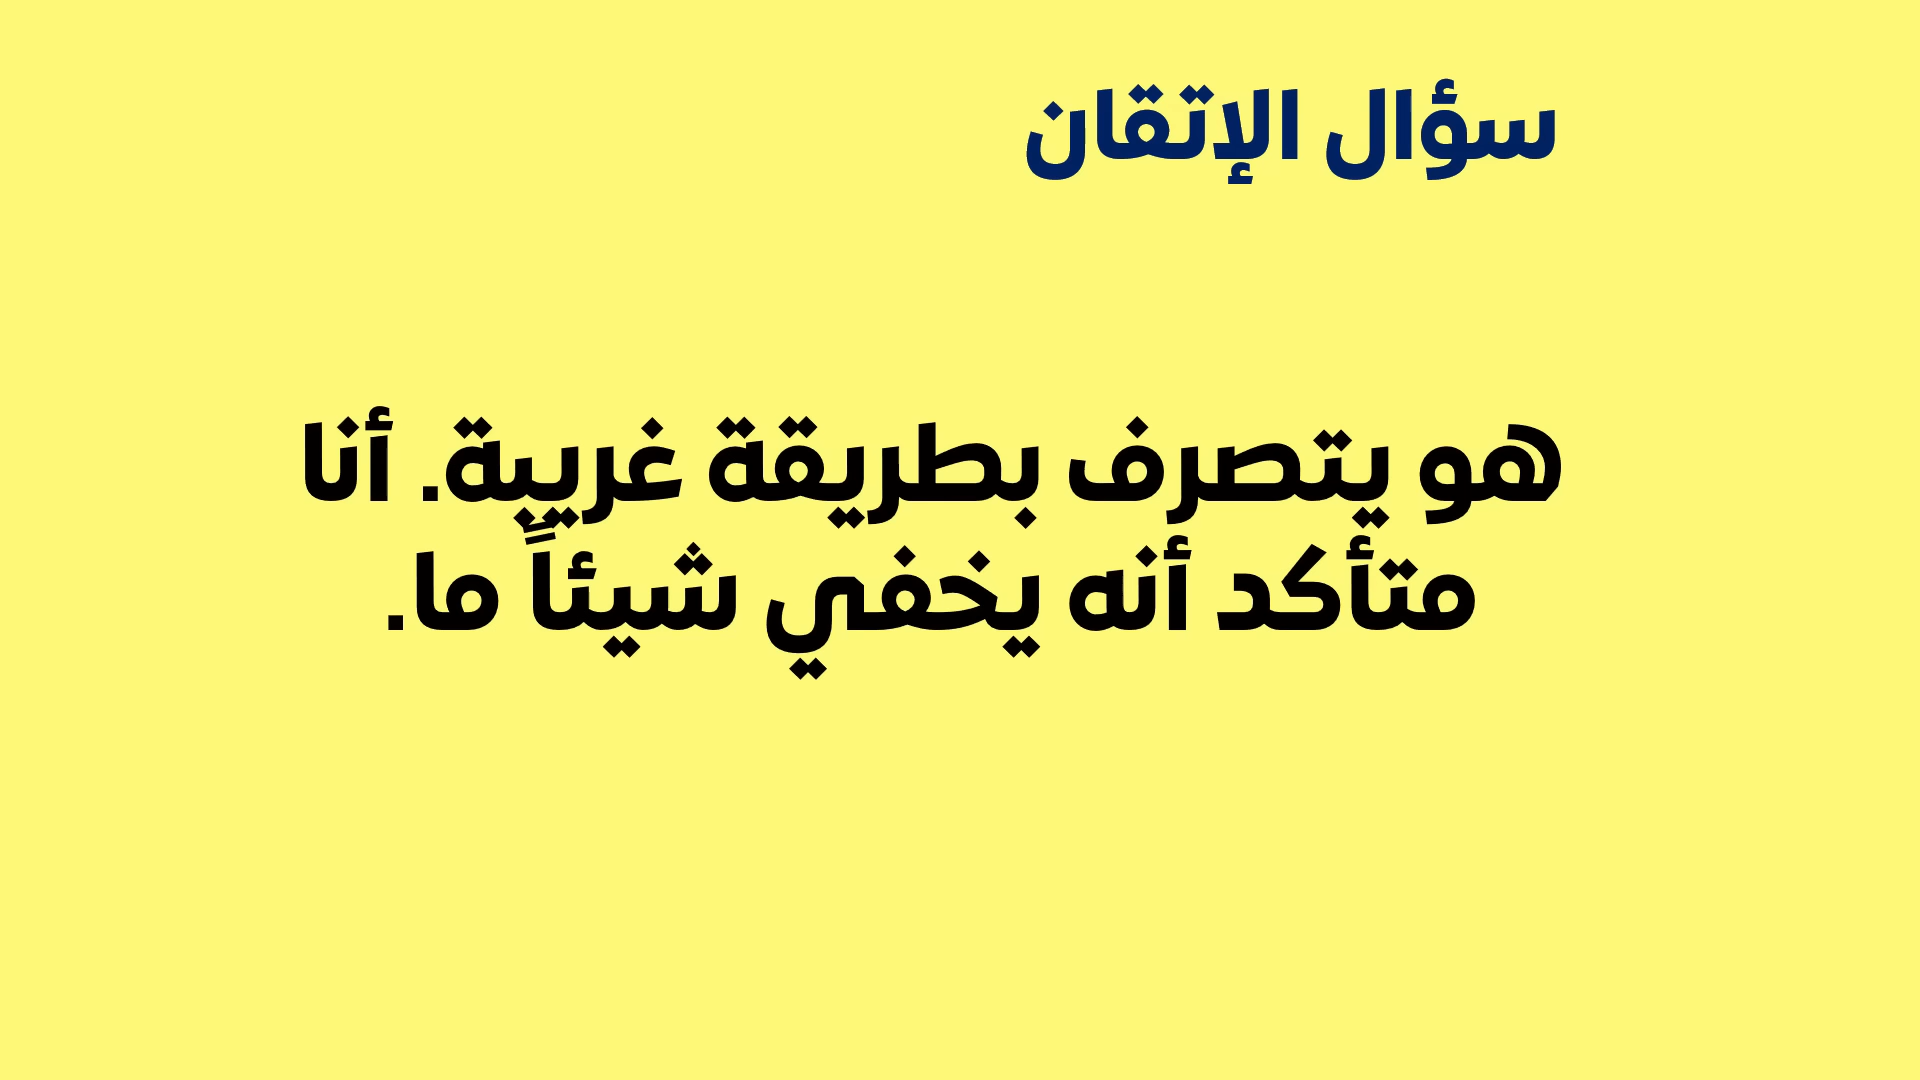 سؤال الإتقان
هو يتصرف بطريقة غريبة. أنا
متأكد أنه يخفي شيئاً ما.